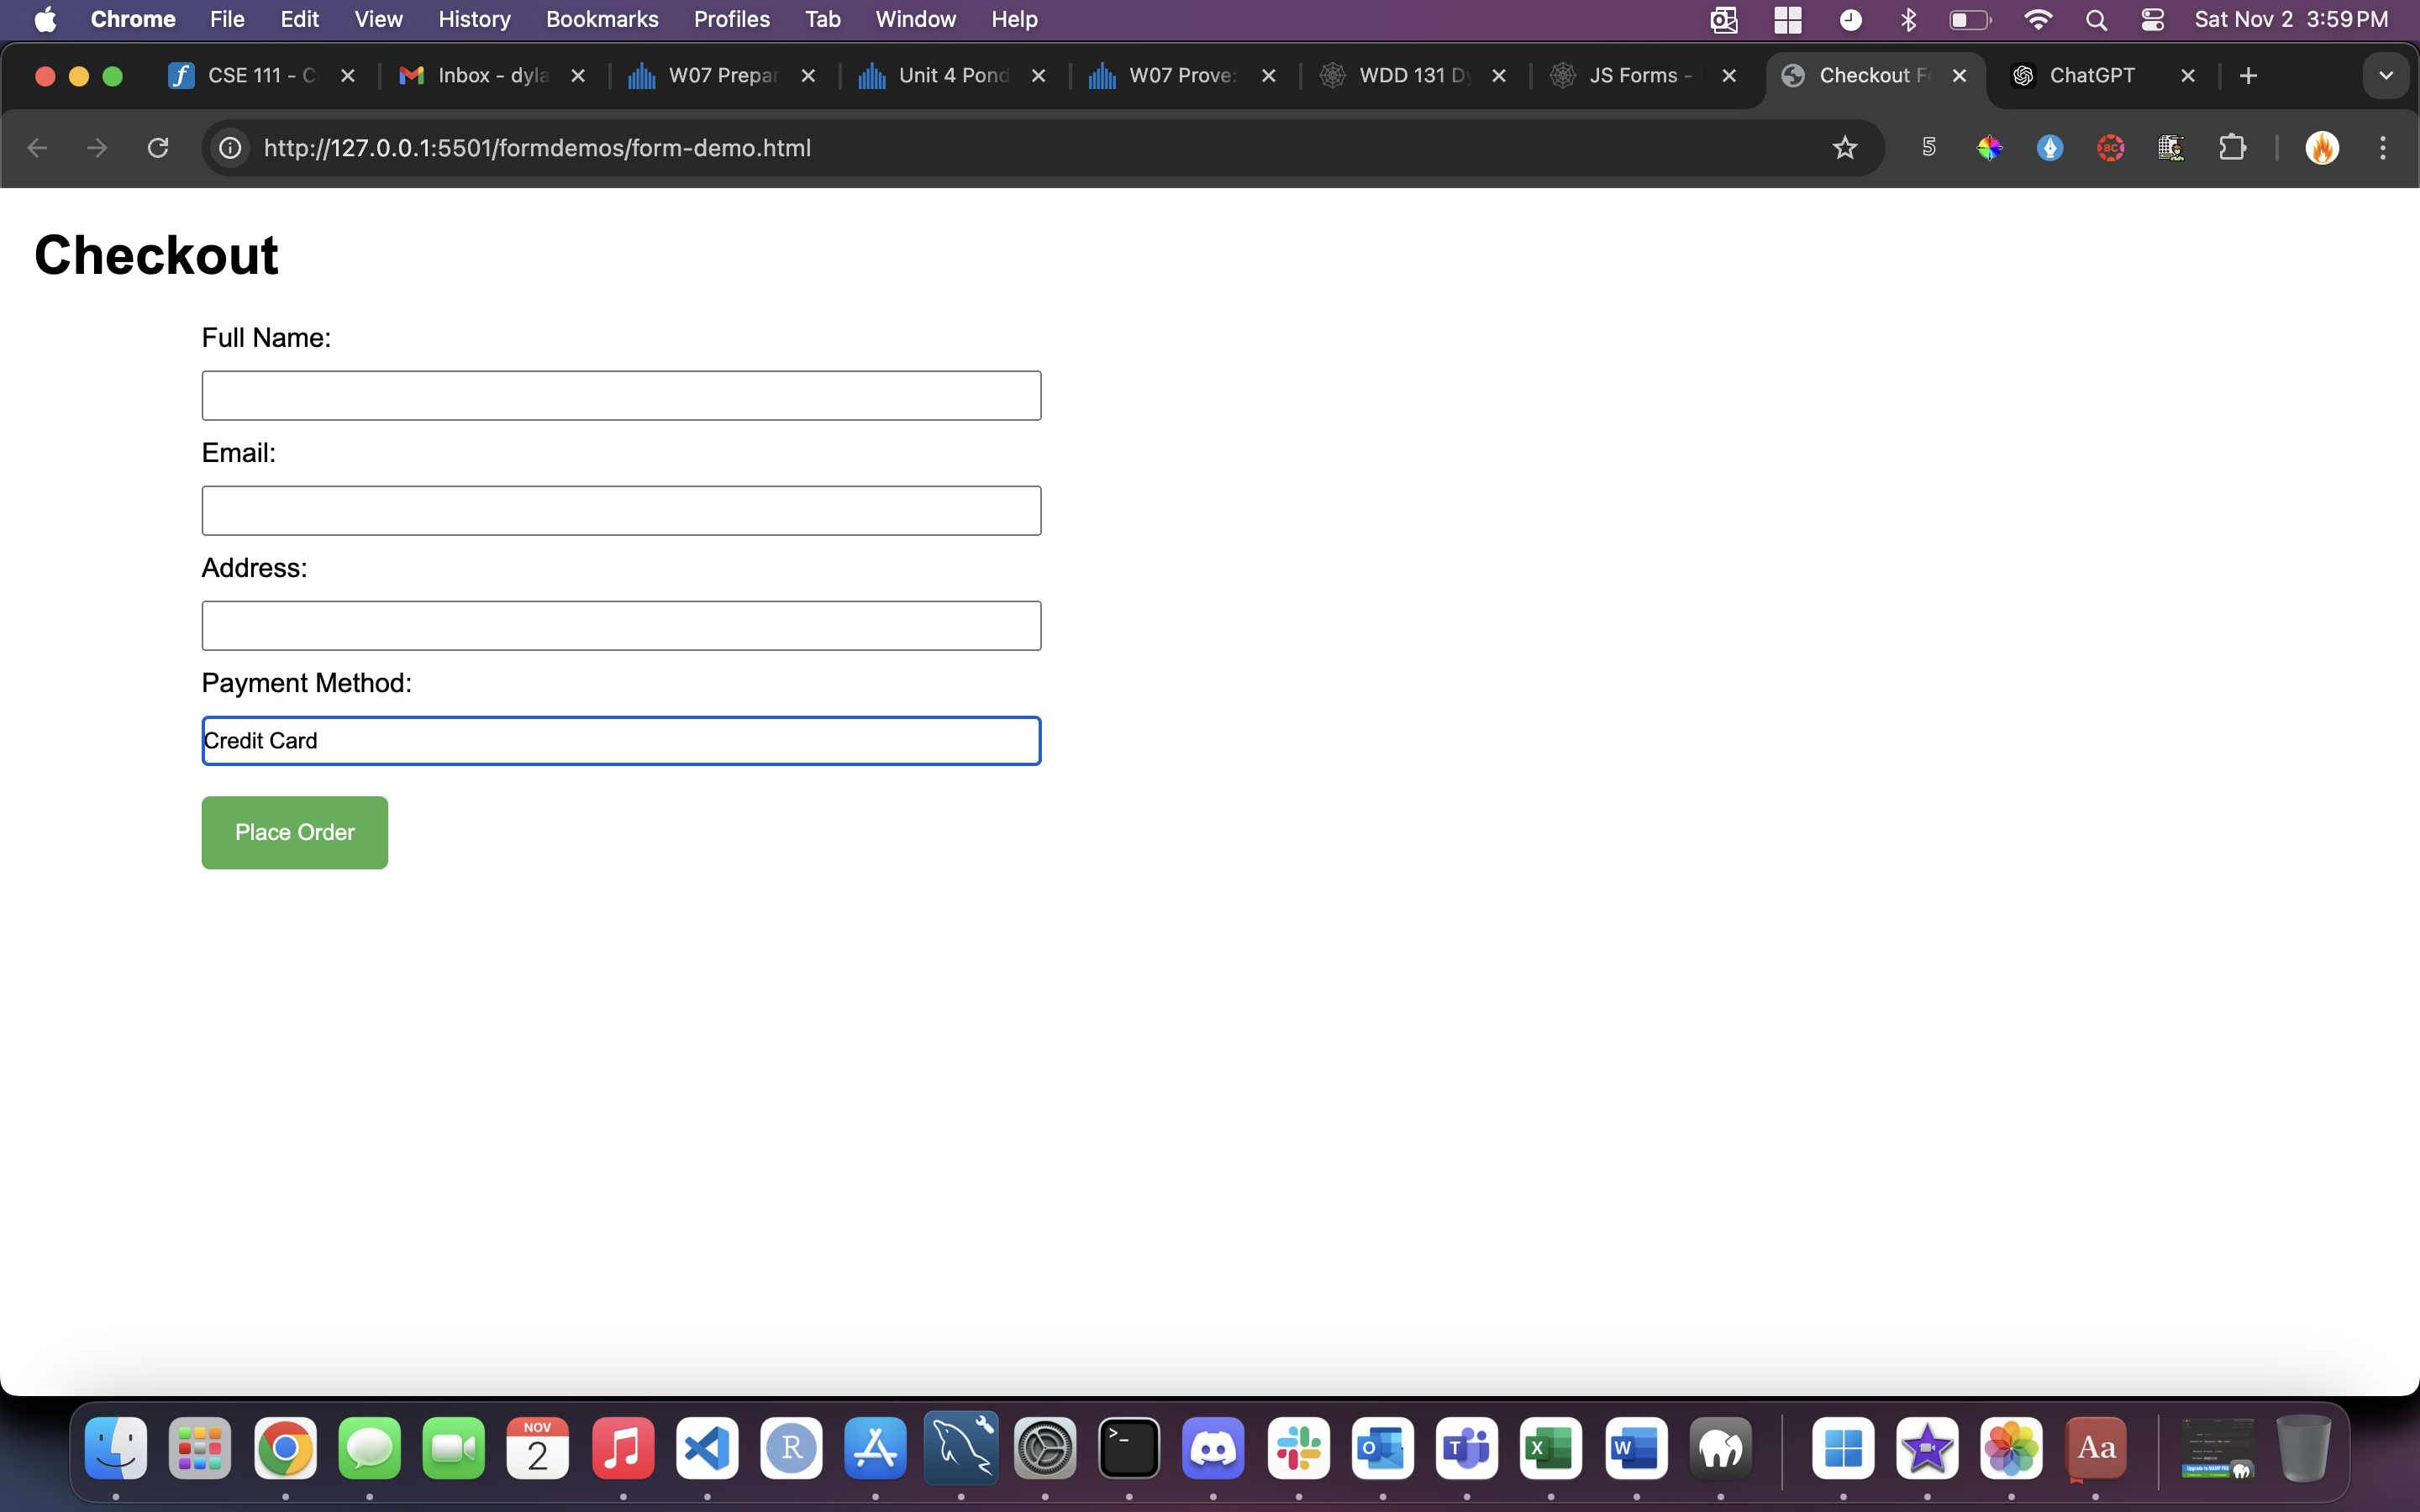 Chrome File Edit View History Bookmarks Profiles Tab Window Help Sat Nov 2 3:59 PM
CSE 111 - C Inbox - dyla W07 Prepar Unit 4 Pond W07 Prove: WDD 131 Dy JS Forms - Checkout F ChatGPT
http://127.0.0.1:5501/formdemos/form-demo.html 5 BC
Checkout
Full Name:
Email:
Address:
Payment Method:
Credit Card
Place Order
NOV
2 R >_ O T X W Aa